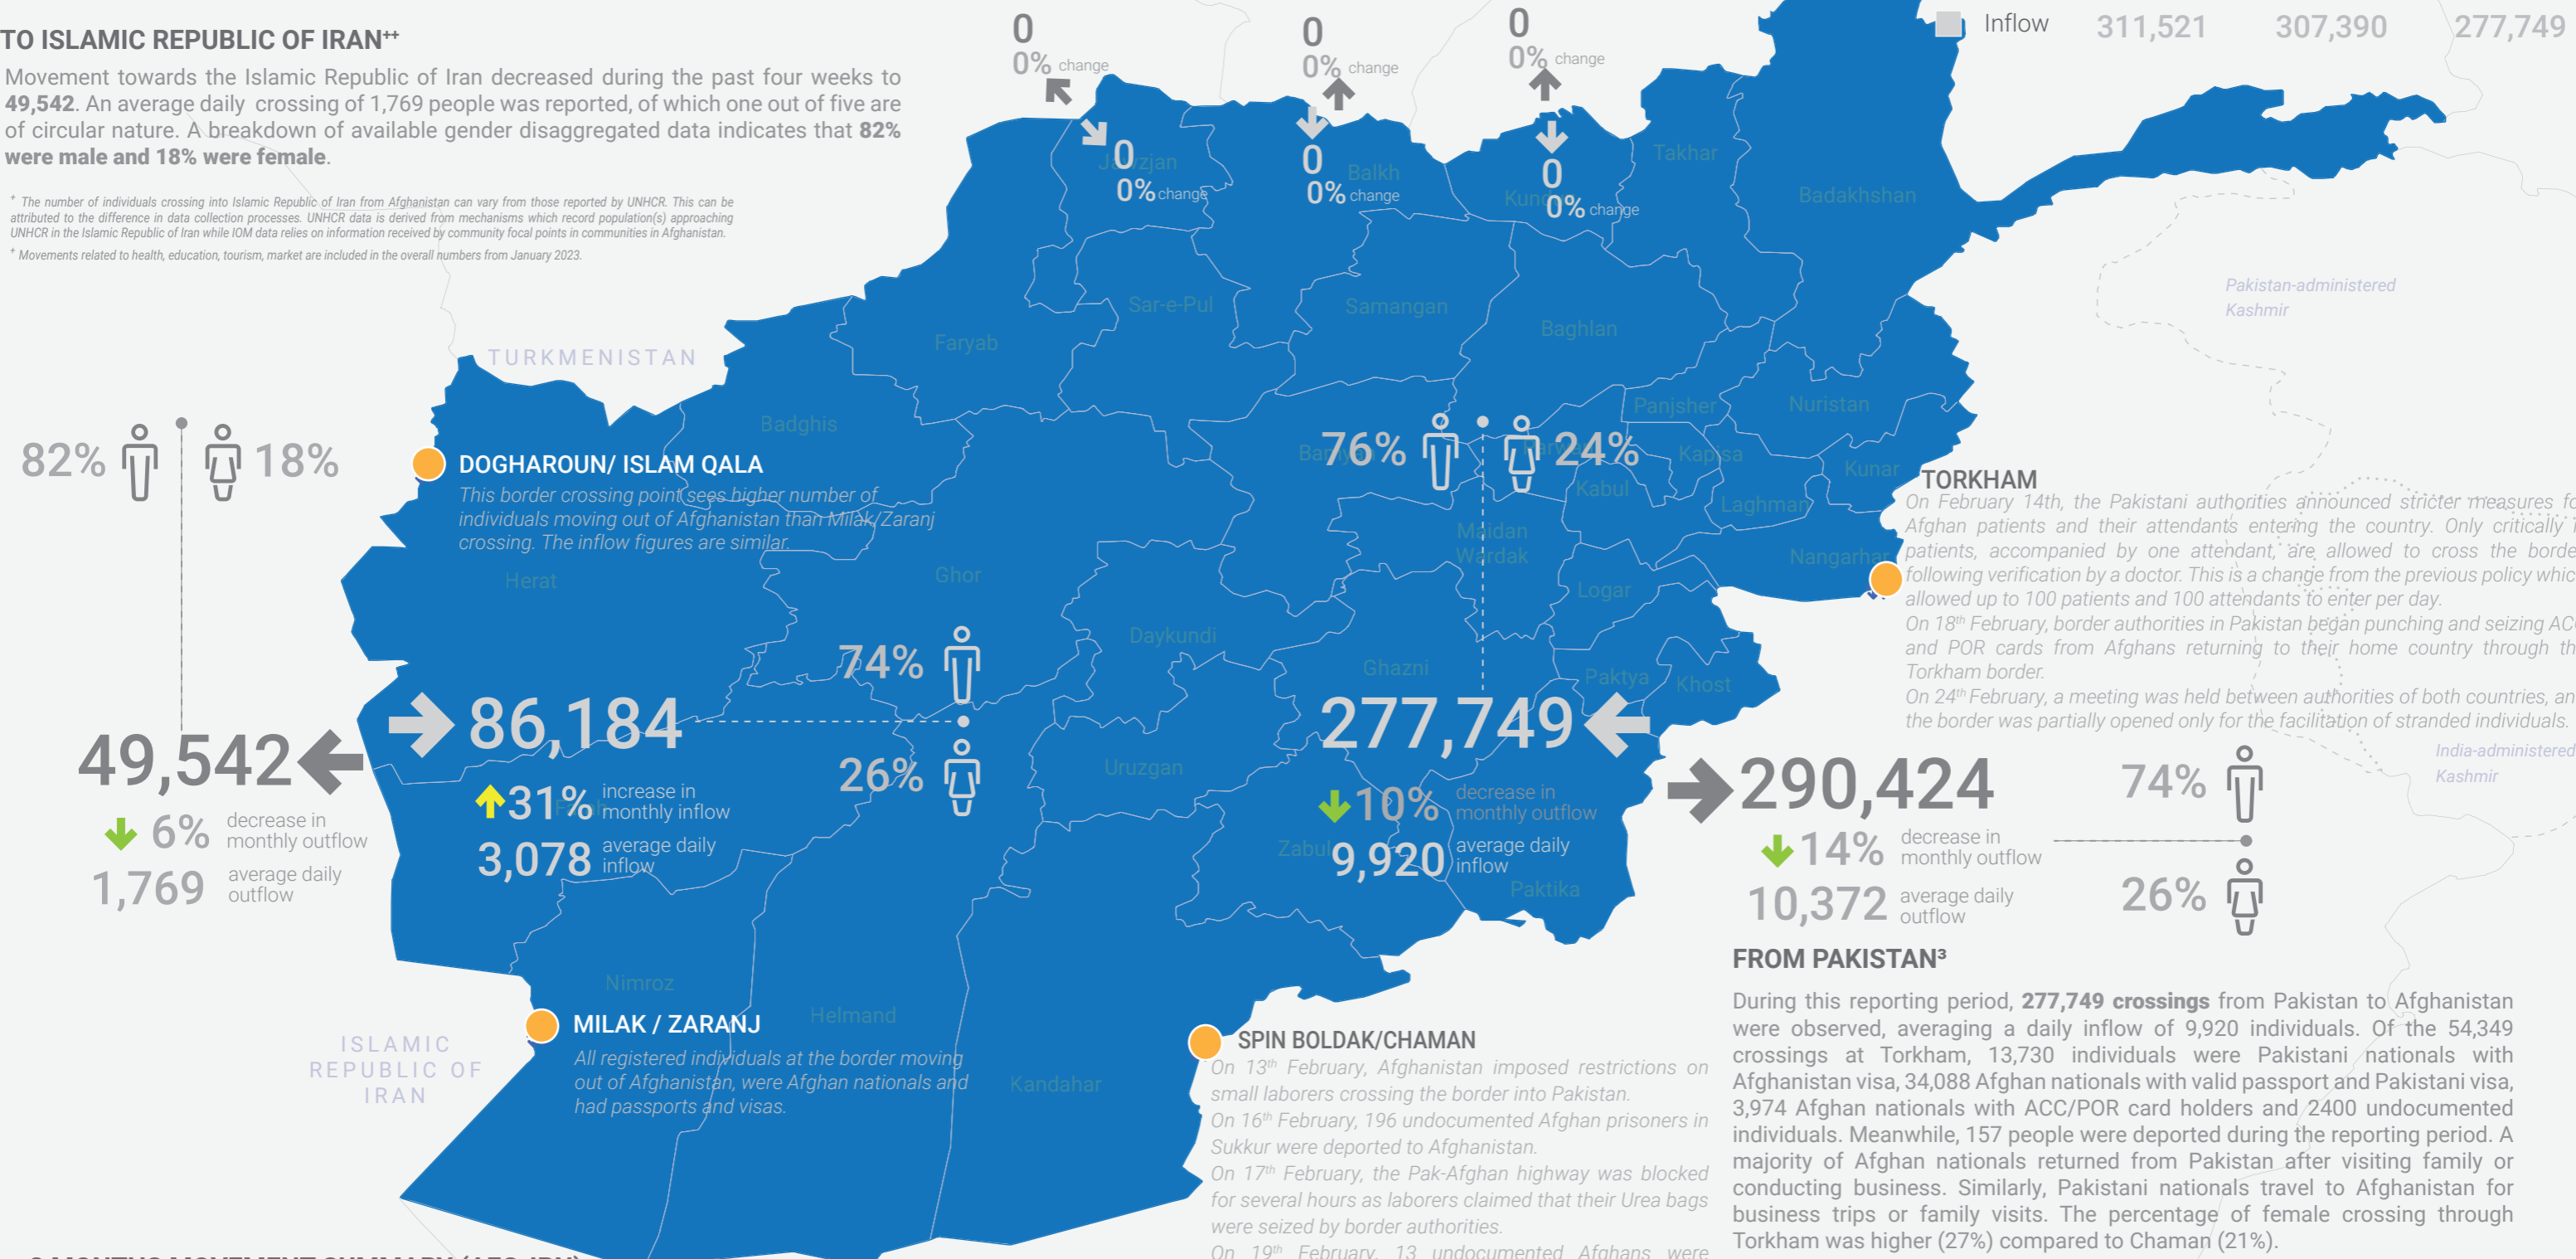 TO ISLAMIC REPUBLIC OF IRAN++
Movement towards the Islamic Republic of Iran decreased during the past four weeks to
49,542. An average daily crossing of 1,769 people was reported, of which one out of five are
of circular nature. A breakdown of available gender disaggregated data indicates that 82%
were male and 18% were female.
+ The number of individuals crossing into Islamic Republic of Iran from Afghanistan can vary from those reported by UNHCR. This can be
attributed to the difference in data collection processes. UNHCR data is derived from mechanisms which record population(s) approaching
UNHCR in the Islamic Republic of Iran while IOM data relies on information received by community focal points in communities in Afghanistan.
+ Movements related to health, education, tourism, market are included in the overall numbers from January 2023.
0
0% change
0
0% change
0
0% change
Inflow 311,521 307,390 277,749
0
0% change
0
0% change
0
0% change
Jawzjan
Balkh
Takhar
Badakhshan
Sar-e-Pul
Samangan
Baghlan
Faryab
Badghis
Panjsher
Nuristan
Kapisa
Kunar
Kabul
Laghman
Maidan
Wardak
Nangarhar
Logar
Herat
Ghor
Daykundi
Ghazni
Paktya
Khost
Uruzgan
Zabul
Paktika
Nimroz
Helmand
Kandahar
TURKMENISTAN
Pakistan-administered
Kashmir
India-administered
Kashmir
ISLAMIC
REPUBLIC OF
IRAN
82% 18%
DOGHAROUN/ ISLAM QALA
This border crossing point sees higher number of
individuals moving out of Afghanistan than Milak/Zaranj
crossing. The inflow figures are similar.
76% 24%
TORKHAM
On February 14th, the Pakistani authorities announced stricter measures
Afghan patients and their attendants entering the country. Only critically
patients, accompanied by one attendant, are allowed to cross the
following verification by a doctor. This is a change from the previous policy
allowed up to 100 patients and 100 attendants to enter per day.
On 18th February, border authorities in Pakistan began punching and seizing
and POR cards from Afghans returning to their home country through
Torkham border.
On 24th February, a meeting was held between authorities of both countries,
the border was partially opened only for the facilitation of stranded individuals.
49,542
6% decrease in
monthly outflow
1,769 average daily
outflow
86,184
31% increase in
monthly inflow
3,078 average daily
inflow
74%
26%
277,749
10% decrease in
monthly outflow
9,920 average daily
inflow
290,424
14% decrease in
monthly outflow
10,372 average daily
outflow
74%
26%
MILAK / ZARANJ
All registered individuals at the border moving
out of Afghanistan, were Afghan nationals and
had passports and visas.
SPIN BOLDAK/CHAMAN
On 13th February, Afghanistan imposed restrictions on
small laborers crossing the border into Pakistan.
On 16th February, 196 undocumented Afghan prisoners in
Sukkur were deported to Afghanistan.
On 17th February, the Pak-Afghan highway was blocked
for several hours as laborers claimed that their Urea bags
were seized by border authorities.
On 19th February, 13 undocumented Afghans were
FROM PAKISTAN³
During this reporting period, 277,749 crossings from Pakistan to Afghanistan
were observed, averaging a daily inflow of 9,920 individuals. Of the 54,349
crossings at Torkham, 13,730 individuals were Pakistani nationals with
Afghanistan visa, 34,088 Afghan nationals with valid passport and Pakistani visa,
3,974 Afghan nationals with ACC/POR card holders and 2400 undocumented
individuals. Meanwhile, 157 people were deported during the reporting period. A
majority of Afghan nationals returned from Pakistan after visiting family or
conducting business. Similarly, Pakistani nationals travel to Afghanistan for
business trips or family visits. The percentage of female crossing through
Torkham was higher (27%) compared to Chaman (21%).